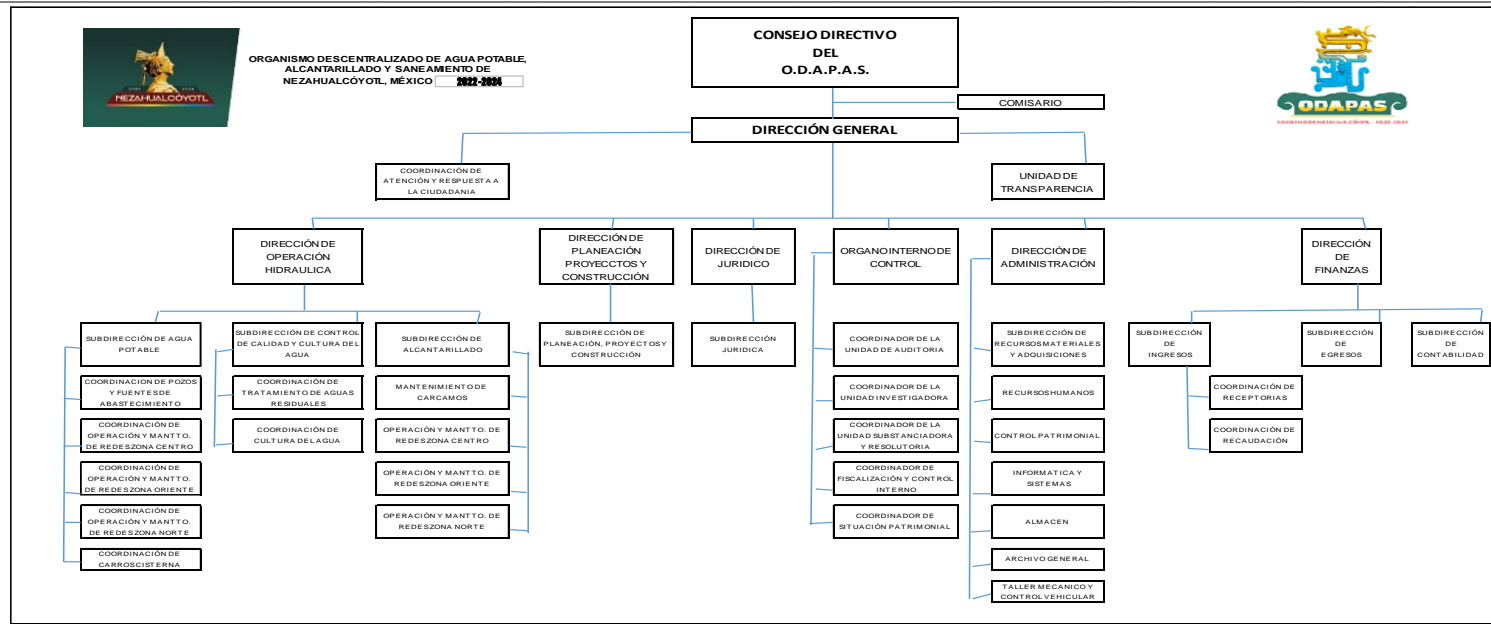 ORGANISMO DESCENTRALIZADO DE AGUA POTABLE,
ALCANTARILLADO Y SANEAMIENTO DE
NEZAHUALCÓYOTL, MÉXICO 2022-2024
NEZAHUALCÓYOTL
CONSEJO DIRECTIVO
DEL
O.D.A.P.A.S.
ODAPAS
COMISARIO
DIRECCIÓN GENERAL
COORDINACIÓN DE
ATENCIÓN Y RESPUESTA A
LA CIUDADANIA
UNIDAD DE
TRANSPARENCIA
DIRECCIÓN DE
OPERACIÓN
HIDRAULICA
DIRECCIÓN DE
PLANEACIÓN
PROYECCTOS Y
CONSTRUCCIÓN
DIRECCIÓN DE
JURIDICO
ORGANO INTERNO DE
CONTROL
DIRECCIÓN DE
ADMINISTRACIÓN
DIRECCIÓN
DE
FINANZAS
SUBDIRECCIÓN DE AGUA
POTABLE
SUBDIRECCIÓN DE CONTROL
DE CALIDAD Y CULTURA DEL
AGUA
SUBDIRECCIÓN DE
ALCANTARILLADO
SUBDIRECCIÓN DE
PLANEACIÓN, PROYECTOS Y
CONSTRUCCIÓN
SUBDIRECCIÓN
JURIDICA
COORDINADOR DE LA
UNIDAD DE AUDITORIA
SUBDIRECCIÓN DE
RECURSOS MATERIALES
Y ADQUISICIONES
SUBDIRECCIÓN
DE
INGRESOS
SUBDIRECCIÓN
DE
EGRESOS
SUBDIRECCIÓN
DE
CONTABILIDAD
COORDINACION DE POZOS
Y FUENTES DE
ABASTECIMIENTO
COORDINACIÓN DE
TRATAMIENTO DE AGUAS
RESIDUALES
MANTENIMIENTO DE
CARCAMOS
COORDINADOR DE LA
UNIDAD INVESTIGADORA
RECURSOS HUMANOS
COORDINACIÓN DE
RECEPTORIAS
COORDINACIÓN DE
OPERACIÓN Y MANTTO.
DE REDES ZONA CENTRO
COORDINACIÓN DE
CULTURA DEL AGUA
OPERACIÓN Y MANTTO. DE
REDES ZONA CENTRO
COORDINADOR DE LA
UNIDAD SUBSTANCIADORA
Y RESOLUTORIA
CONTROL PATRIMONIAL
COORDINACIÓN DE
RECAUDACIÓN
COORDINACIÓN DE
OPERACIÓN Y MANTTO.
DE REDES ZONA ORIENTE
OPERACIÓN Y MANTTO. DE
REDES ZONA ORIENTE
COORDINADOR DE
FISCALIZACIÓN Y CONTROL
INTERNO
INFORMATICA Y
SISTEMAS
COORDINACIÓN DE
OPERACIÓN Y MANTTO.
DE REDES ZONA NORTE
OPERACIÓN Y MANTTO. DE
REDES ZONA NORTE
COORDINADOR DE
SITUACIÓN PATRIMONIAL
ALMACEN
COORDINACIÓN DE
CARROS CISTERNA
ARCHIVO GENERAL
TALLER MECANICO Y
CONTROL VEHICULAR